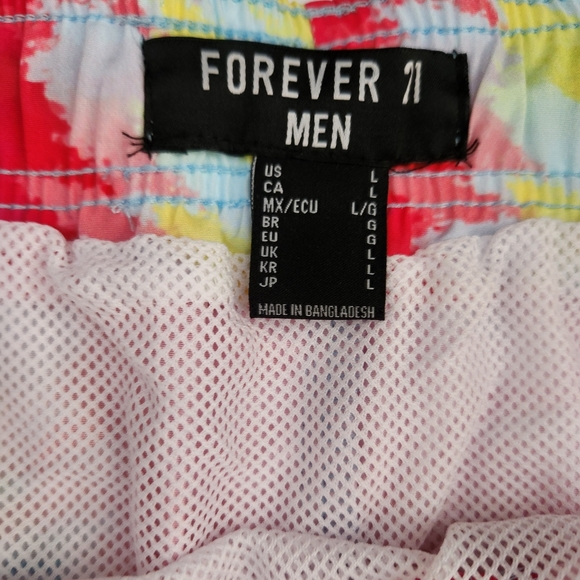 FOREVER 21
MEN
US L
CA L
MX/ECU L/G
BR G
EU G
UK L
KR L
JP L
MADE IN BANGLADESH